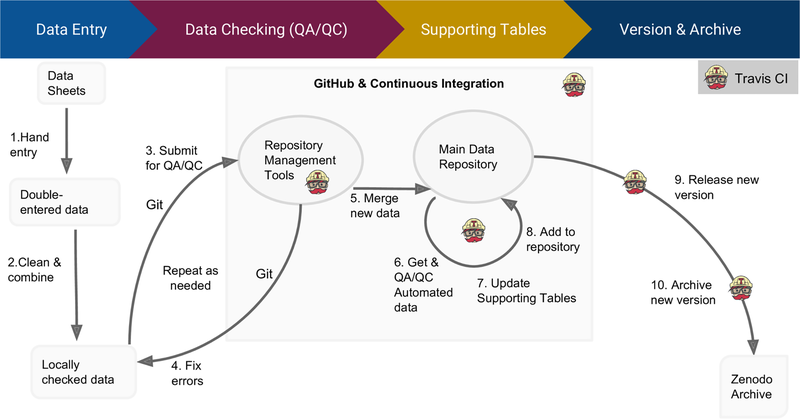 Data Entry
Data Checking (QA/QC)
Supporting Tables
Version & Archive
Data
Sheets
GitHub & Continuous Integration
Travis CI
1.Hand
entry
3. Submit
for QA/QC
Repository
Management
Tools
Main Data
Repository
Double-
entered data
Git
5. Merge
new data
9. Release new
version
2.Clean &
combine
Repeat as
needed
Git
6. Get &
QA/QC
Automated
data
8. Add to
repository
7. Update
Supporting Tables
10. Archive
new version
Locally
checked data
4. Fix
errors
Zenodo
Archive